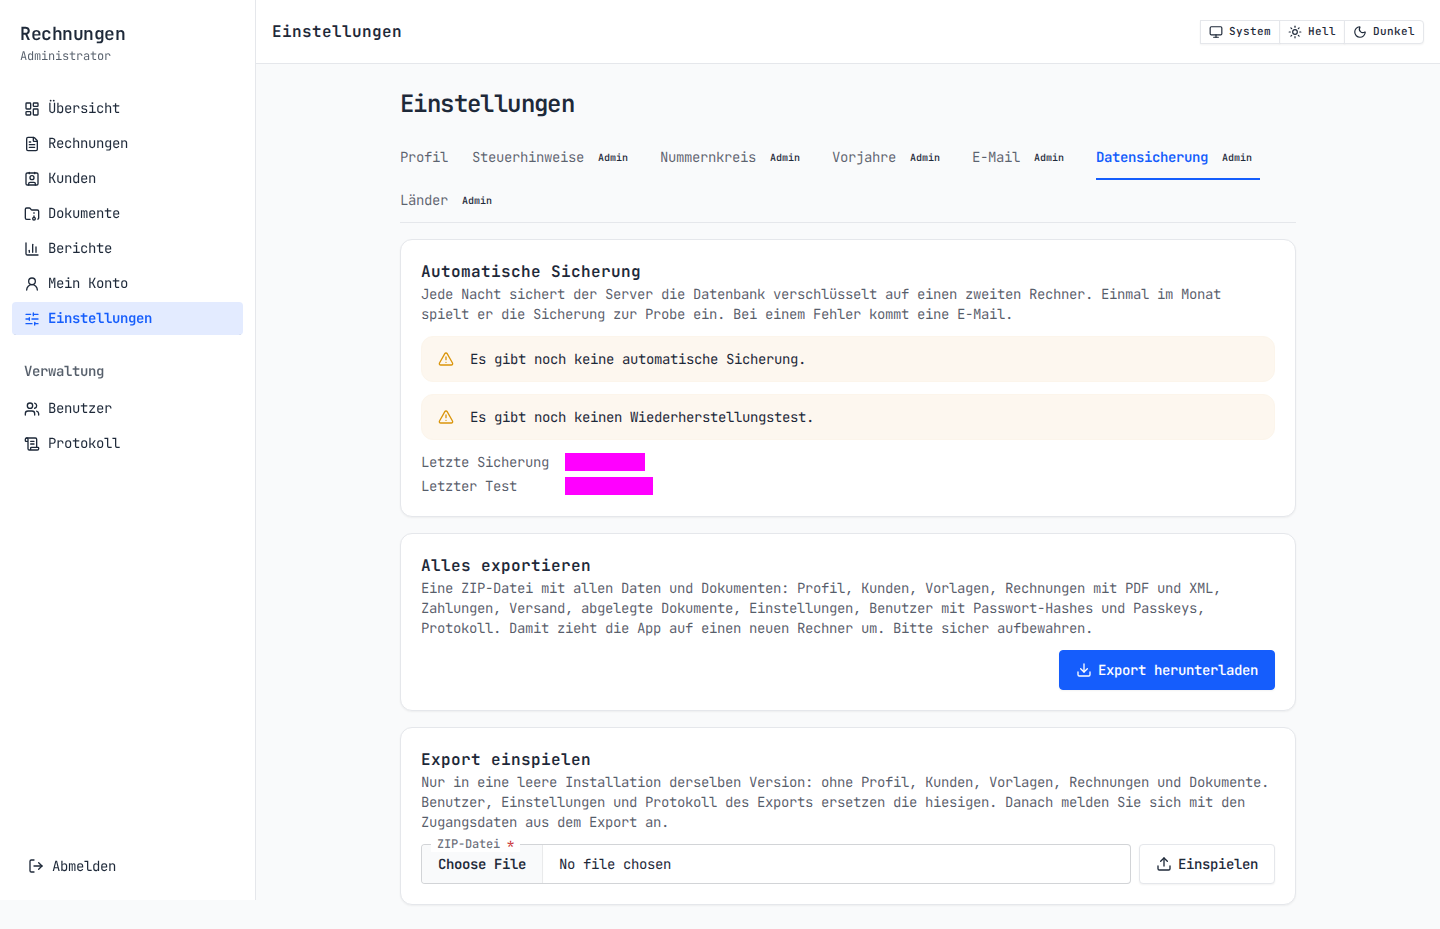 Rechnungen
Administrator
Übersicht
Rechnungen
Kunden
Dokumente
Berichte
Mein Konto
Einstellungen
Verwaltung
Benutzer
Protokoll
Abmelden
Einstellungen
System
Hell
Dunkel
Einstellungen
Profil
Steuerhinweise Admin
Nummernkreis Admin
Vorjahre Admin
E-Mail Admin
Datensicherung Admin
Länder Admin
Automatische Sicherung
Jede Nacht sichert der Server die Datenbank verschlüsselt auf einen zweiten Rechner. Einmal im Monat
spielt er die Sicherung zur Probe ein. Bei einem Fehler kommt eine E-Mail.
Es gibt noch keine automatische Sicherung.
Es gibt noch keinen Wiederherstellungstest.
Letzte Sicherung
Letzter Test
Alles exportieren
Eine ZIP-Datei mit allen Daten und Dokumenten: Profil, Kunden, Vorlagen, Rechnungen mit PDF und XML,
Zahlungen, Versand, abgelegte Dokumente, Einstellungen, Benutzer mit Passwort-Hashes und Passkeys,
Protokoll. Damit zieht die App auf einen neuen Rechner um. Bitte sicher aufbewahren.
Export herunterladen
Export einspielen
Nur in eine leere Installation derselben Version: ohne Profil, Kunden, Vorlagen, Rechnungen und Dokumente.
Benutzer, Einstellungen und Protokoll des Exports ersetzen die hiesigen. Danach melden Sie sich mit den
Zugangsdaten aus dem Export an.
ZIP-Datei *
Choose File No file chosen
Einspielen